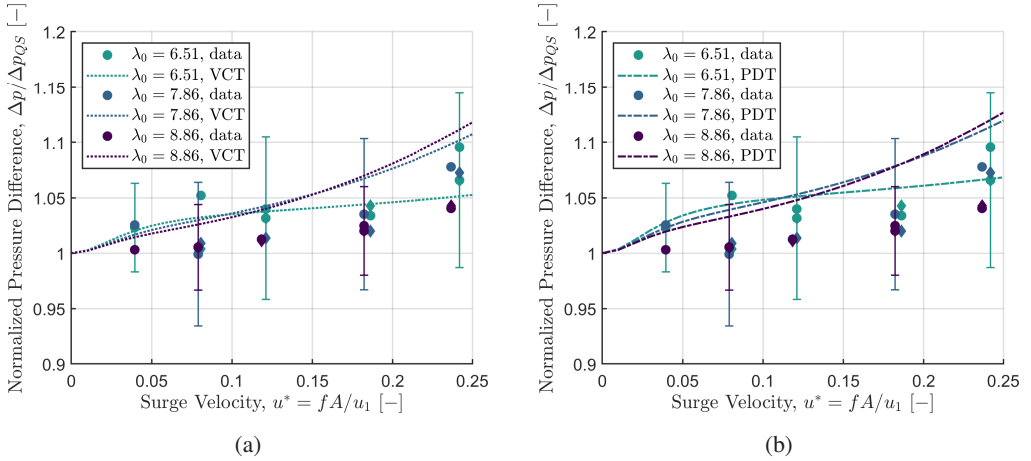 Normalized Pressure Difference, Δp/Δp_QS [−]
1.2
1.15
1.1
1.05
1
0.95
0.9
λ₀ = 6.51, data
λ₀ = 6.51, VCT
λ₀ = 7.86, data
λ₀ = 7.86, VCT
λ₀ = 8.86, data
λ₀ = 8.86, VCT
0 0.05 0.1 0.15 0.2 0.25
Surge Velocity, u* = fA/u₁ [−]
(a)
Normalized Pressure Difference, Δp/Δp_QS [−]
1.2
1.15
1.1
1.05
1
0.95
0.9
λ₀ = 6.51, data
λ₀ = 6.51, PDT
λ₀ = 7.86, data
λ₀ = 7.86, PDT
λ₀ = 8.86, data
λ₀ = 8.86, PDT
0 0.05 0.1 0.15 0.2 0.25
Surge Velocity, u* = fA/u₁ [−]
(b)